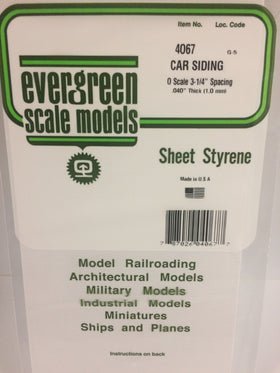 Item No. Loc. Code
4067 G-5
CAR SIDING
O Scale 3-1/4" Spacing
.040" Thick (1.0 mm)
evergreen
scale models
Sheet Styrene
Made in U S A
Model Railroading
Architectural Models
Military Models
Industrial Models
Miniatures
Ships and Planes
Instructions on back